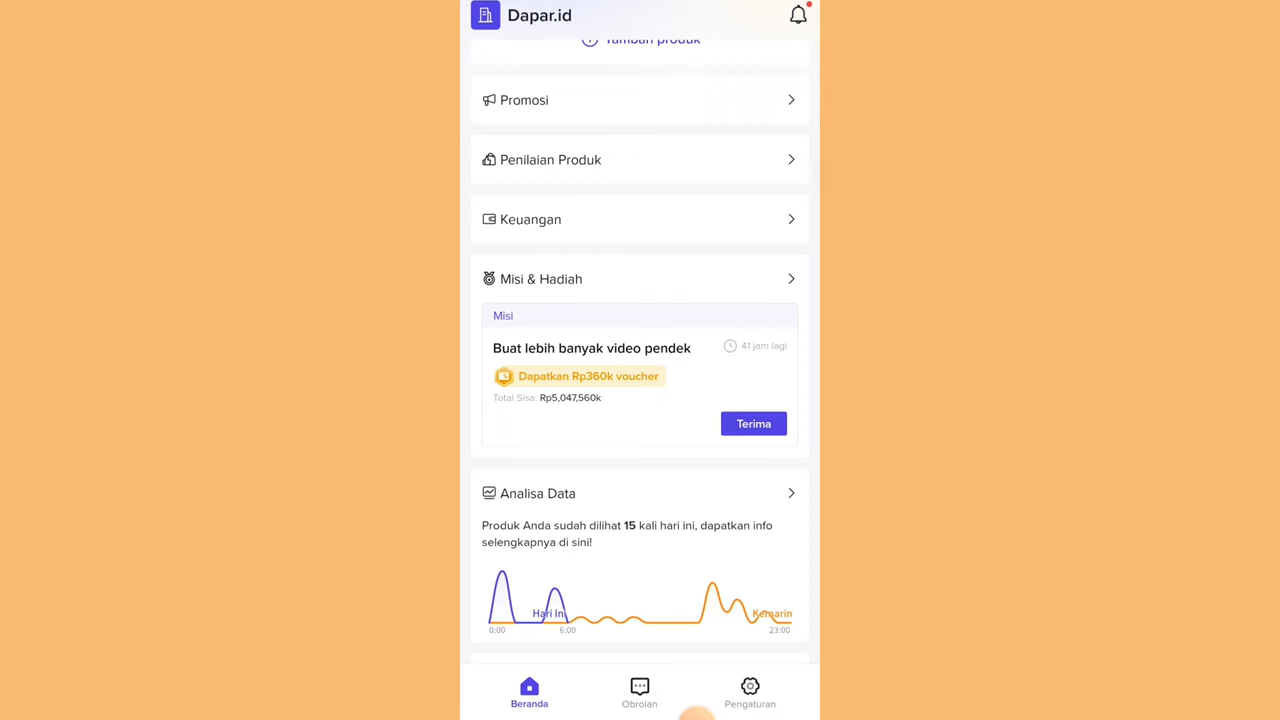 Dapar.id
Tambah produk
Promosi
Penilaian Produk
Keuangan
Misi & Hadiah
Misi
Buat lebih banyak video pendek
41 jam lagi
Dapatkan Rp360k voucher
Total Sisa: Rp5,047,560k
Terima
Analisa Data
Produk Anda sudah dilihat 15 kali hari ini, dapatkan info
selengkapnya di sini!
Hari Ini
Kemarin
0:00
6:00
23:00
Beranda
Obrolan
Pengaturan